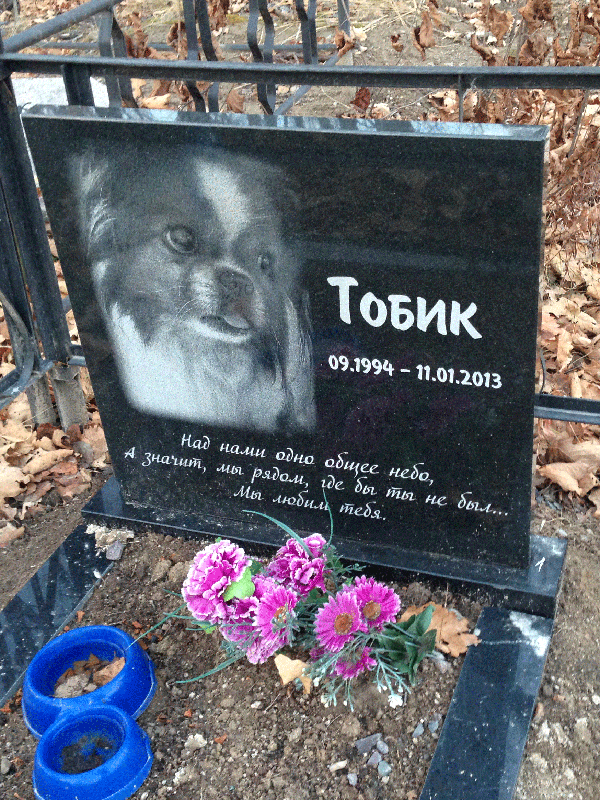 Тобик
09.1994 – 11.01.2013
Над нами одно общее небо,
А значит, мы рядом, где бы ты не был...
Мы любим тебя.
1